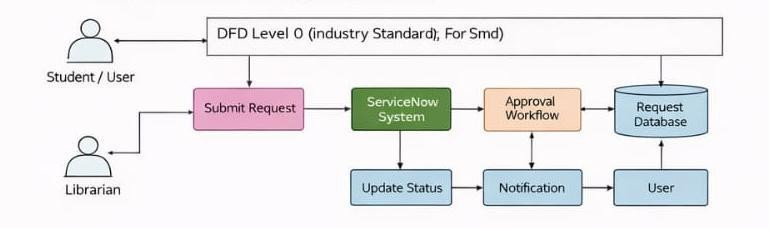 DFD Level 0 (industry Standard; For Smd)
Student / User
Submit Request
ServiceNow
System
Approval
Workflow
Request
Database
Librarian
Update Status
Notification
User